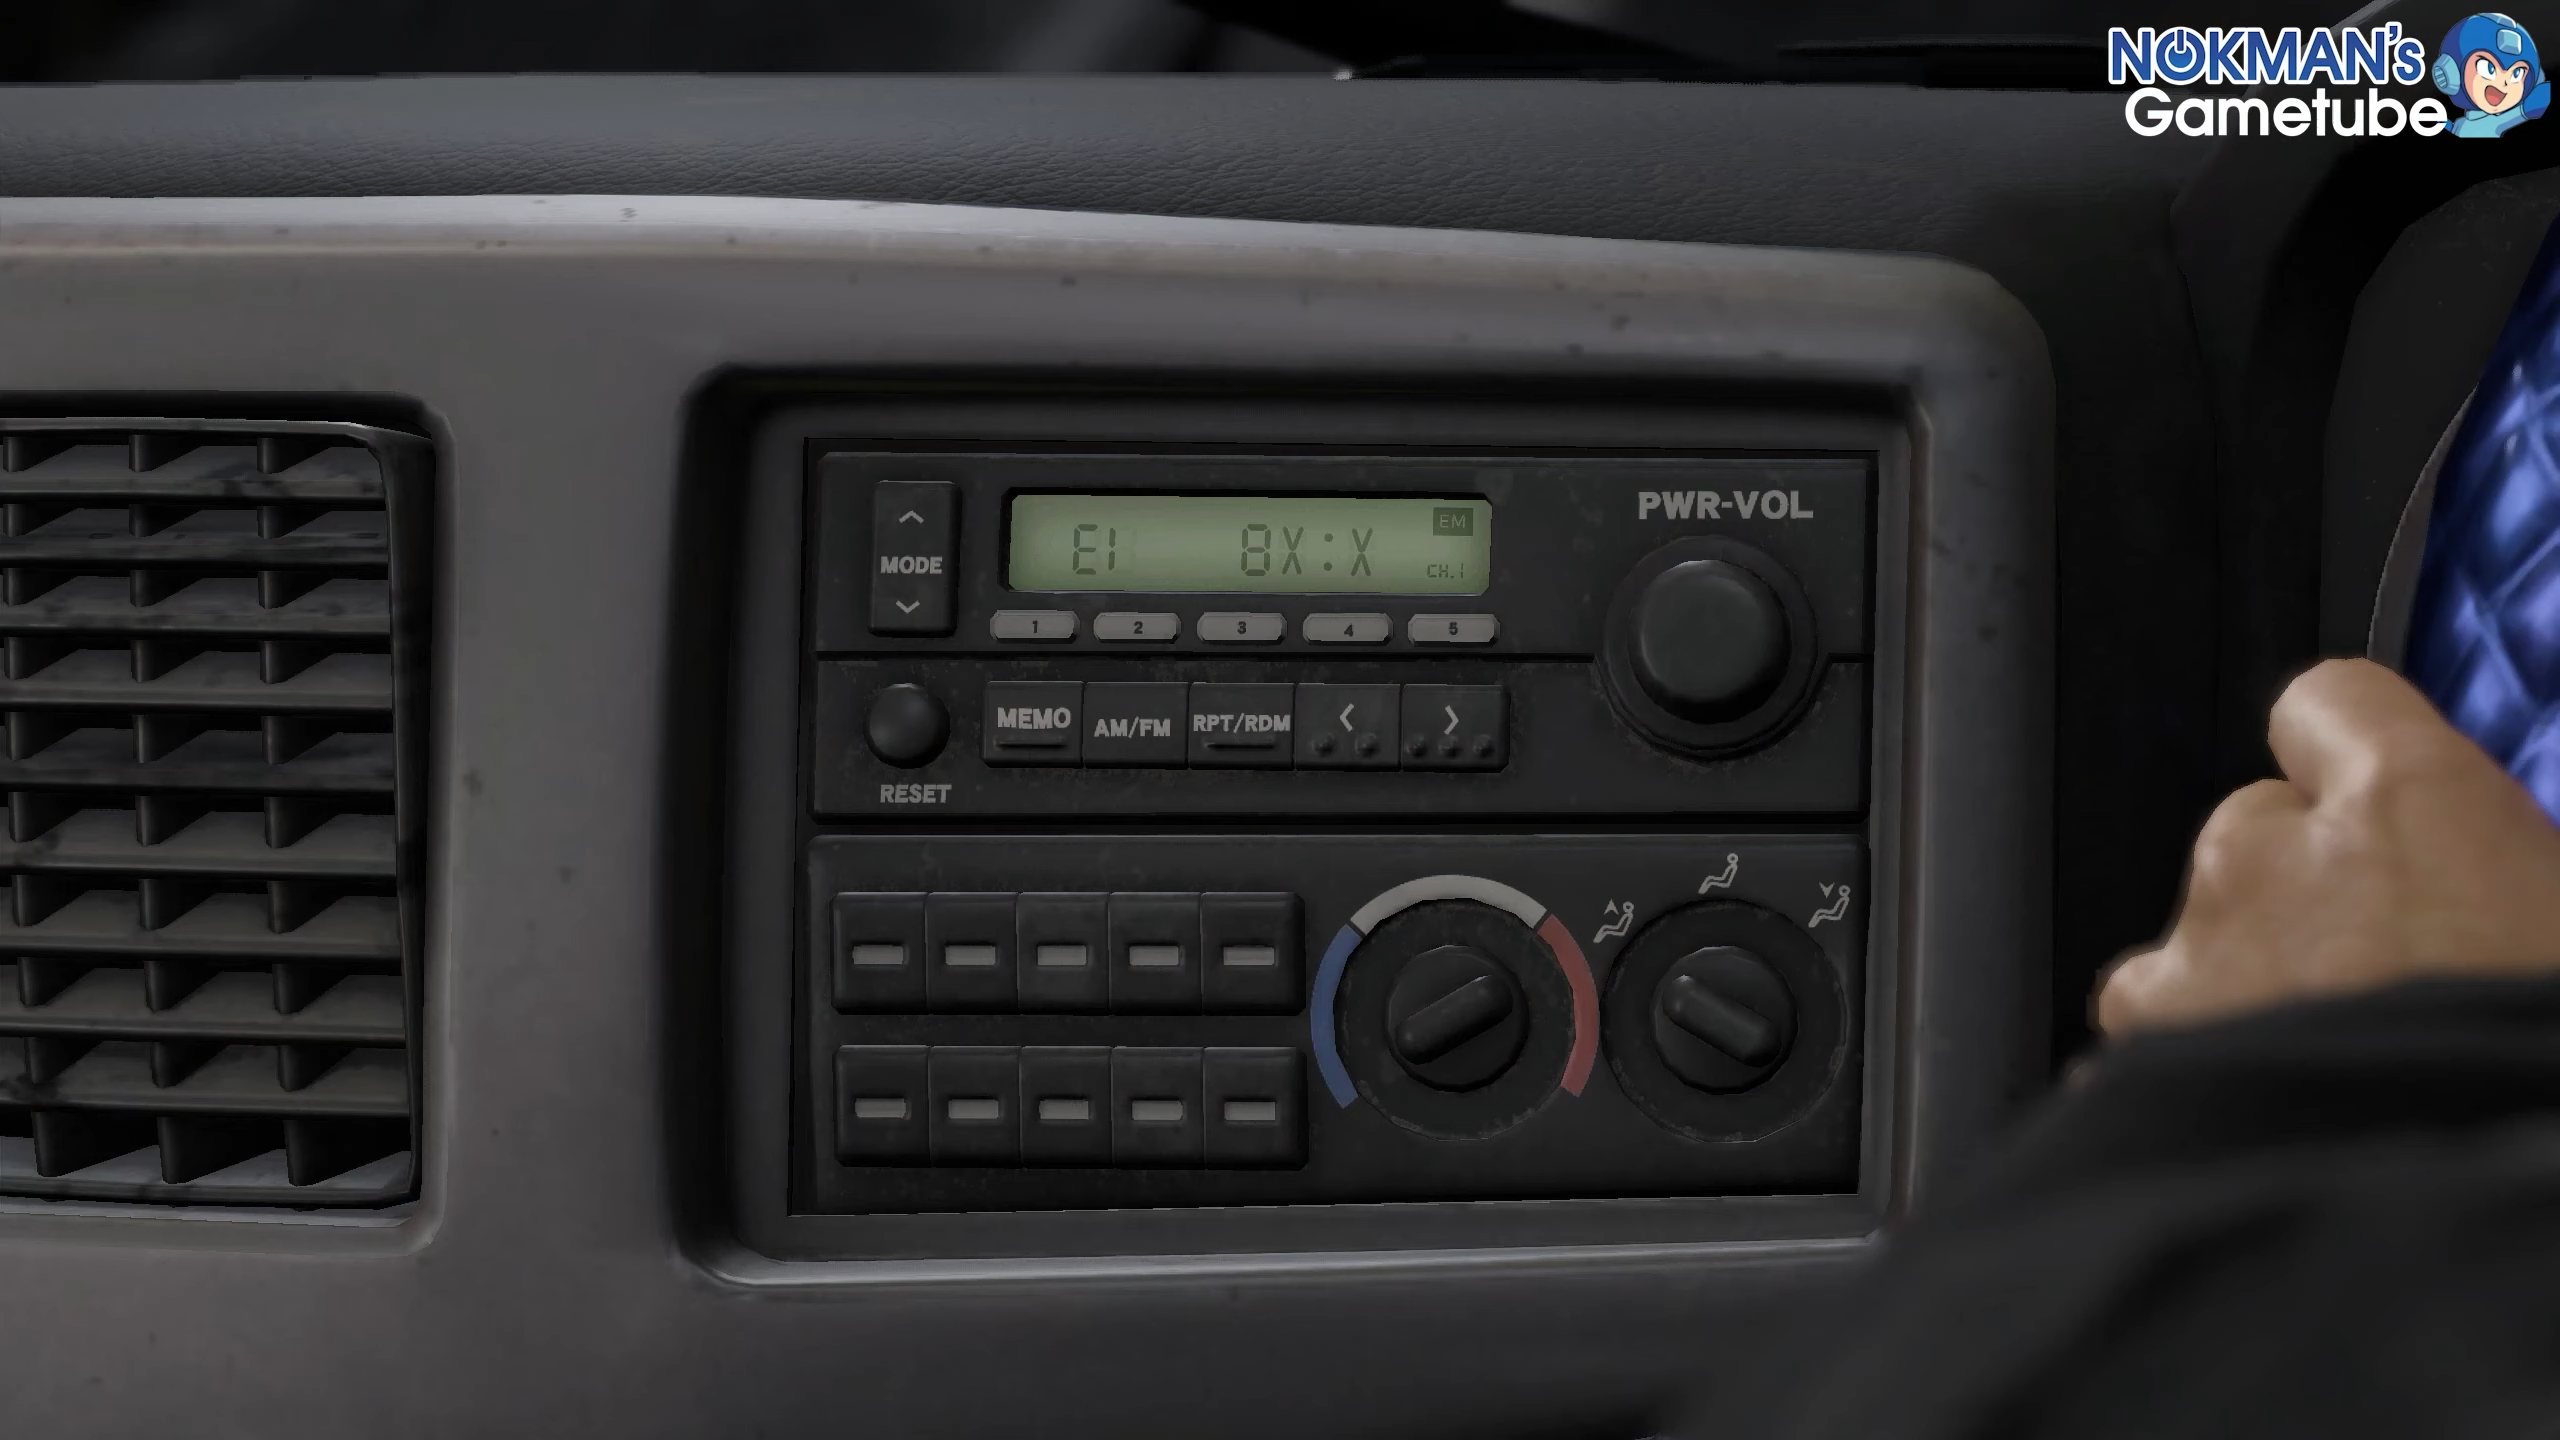 NOKMAN's
Gametube
PWR-VOL
EM
E1 8X:X
CH.1
MODE
1 2 3 4 5
MEMO AM/FM RPT/RDM
RESET